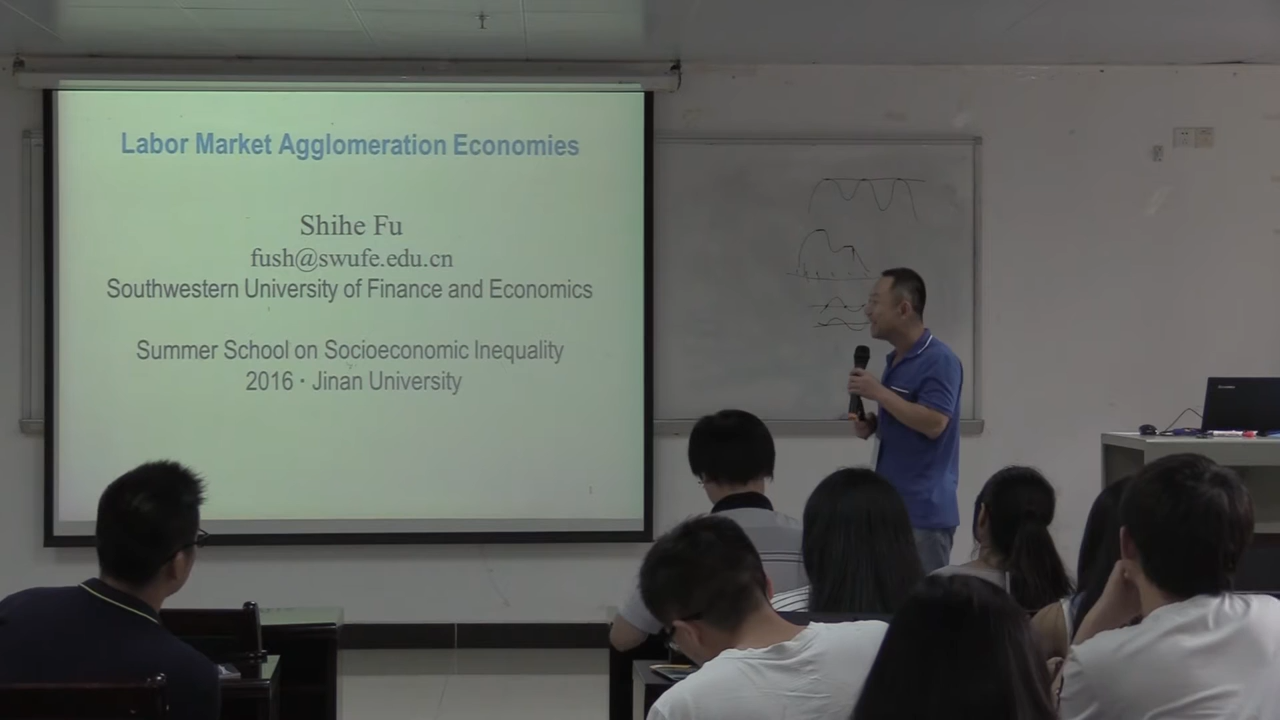 Labor Market Agglomeration Economies
Shihe Fu
fush@swufe.edu.cn
Southwestern University of Finance and Economics
Summer School on Socioeconomic Inequality
2016 · Jinan University
1